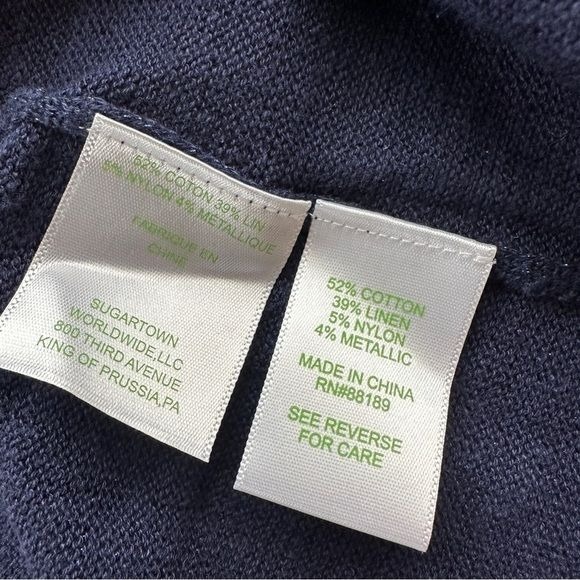 52% COTON 39% LIN
5% NYLON 4% MÉTALLIQUE
FABRIQUE EN
CHINE
SUGARTOWN
WORLDWIDE,LLC
800 THIRD AVENUE
KING OF PRUSSIA,PA
52% COTTON
39% LINEN
5% NYLON
4% METALLIC
MADE IN CHINA
RN#88189
SEE REVERSE
FOR CARE